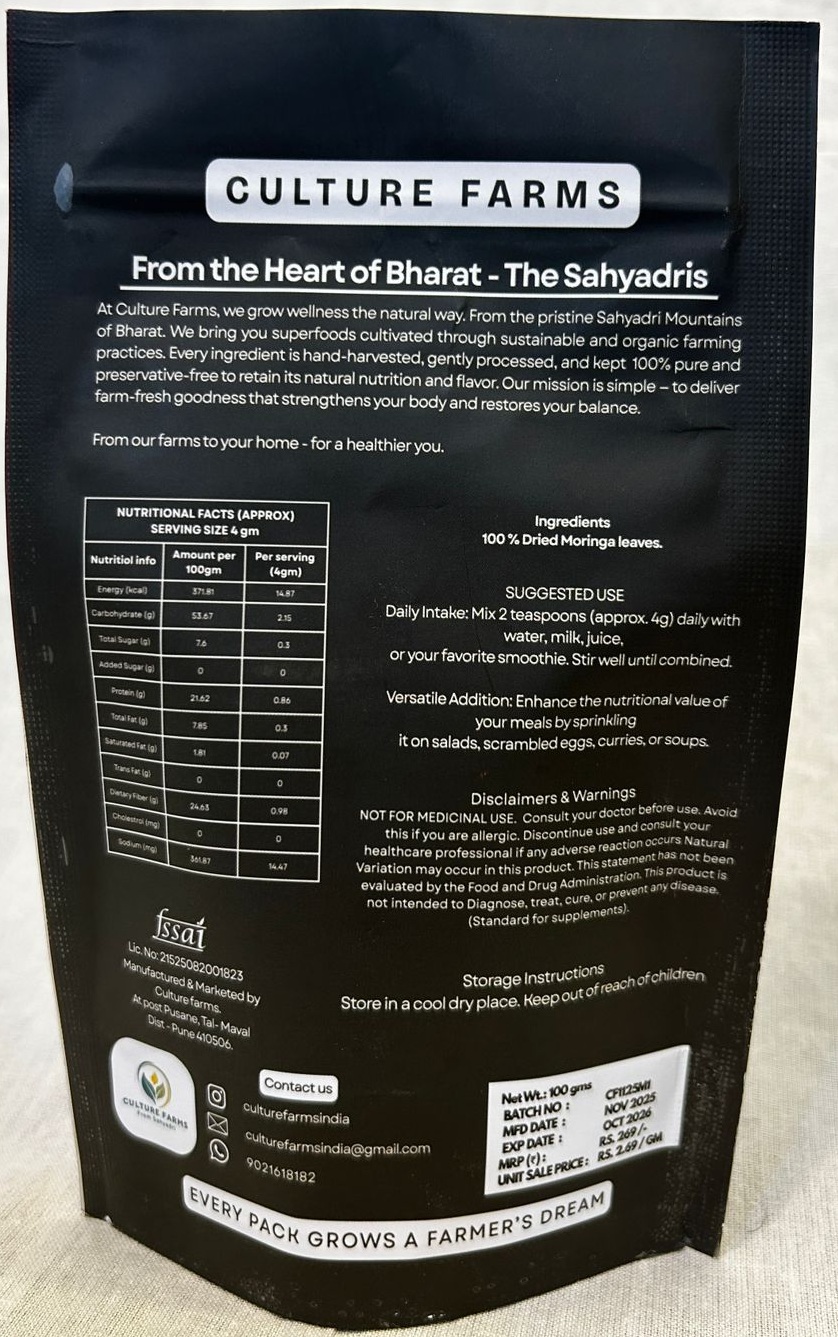 CULTURE FARMS
From the Heart of Bharat - The Sahyadris
At Culture Farms, we grow wellness the natural way. From the pristine Sahyadri Mountains
of Bharat. We bring you superfoods cultivated through sustainable and organic farming
practices. Every ingredient is hand-harvested, gently processed, and kept 100% pure and
preservative-free to retain its natural nutrition and flavor. Our mission is simple – to deliver
farm-fresh goodness that strengthens your body and restores your balance.
From our farms to your home - for a healthier you.
NUTRITIONAL FACTS (APPROX)
SERVING SIZE 4 gm
Nutritiol info Amount per 100gm Per serving (4gm)
Energy (kcal) 371.81 14.87
Carbohydrate (g) 53.67 2.15
Total Sugar (g) 7.6 0.3
Added Sugar (g) 0 0
Protein (g) 21.62 0.86
Total Fat (g) 7.85 0.3
Saturated Fat (g) 1.81 0.07
Trans Fat (g) 0 0
Dietary Fiber (g) 24.63 0.98
Cholestrol (mg) 0 0
Sodium (mg) 361.87 14.47
Ingredients
100 % Dried Moringa leaves.
SUGGESTED USE
Daily Intake: Mix 2 teaspoons (approx. 4g) daily with
water, milk, juice,
or your favorite smoothie. Stir well until combined.
Versatile Addition: Enhance the nutritional value of
your meals by sprinkling
it on salads, scrambled eggs, curries, or soups.
Disclaimers & Warnings
NOT FOR MEDICINAL USE. Consult your doctor before use. Avoid
this if you are allergic. Discontinue use and consult your
healthcare professional if any adverse reaction occurs Natural
Variation may occur in this product. This statement has not been
evaluated by the Food and Drug Administration. This product is
not intended to Diagnose, treat, cure, or prevent any disease.
(Standard for supplements).
Storage Instructions
Store in a cool dry place. Keep out of reach of children
fssai
Lic. No: 21525082001823
Manufactured & Marketed by
Culture farms.
At post Pusane, Tal- Maval
Dist - Pune 410506.
CULTURE FARMS
From Sahyadri
Contact us
culturefarmsindia
culturefarmsindia@gmail.com
9021618182
Net Wt.: 100 gms
BATCH NO : CF1125M1
MFD DATE : NOV 2025
EXP DATE : OCT 2026
MRP (₹): RS. 269 /-
UNIT SALE PRICE : RS. 2.69 / GM
EVERY PACK GROWS A FARMER'S DREAM